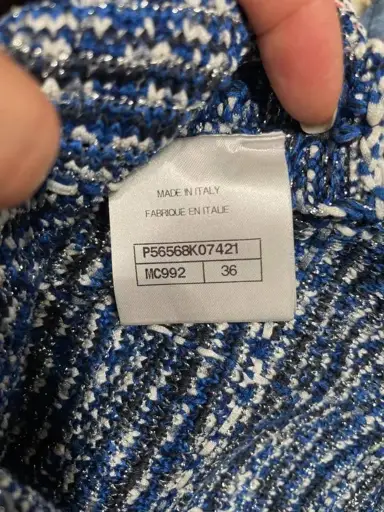 MADE IN ITALY
FABRIQUE EN ITALIE
P56568K07421
MC992 36